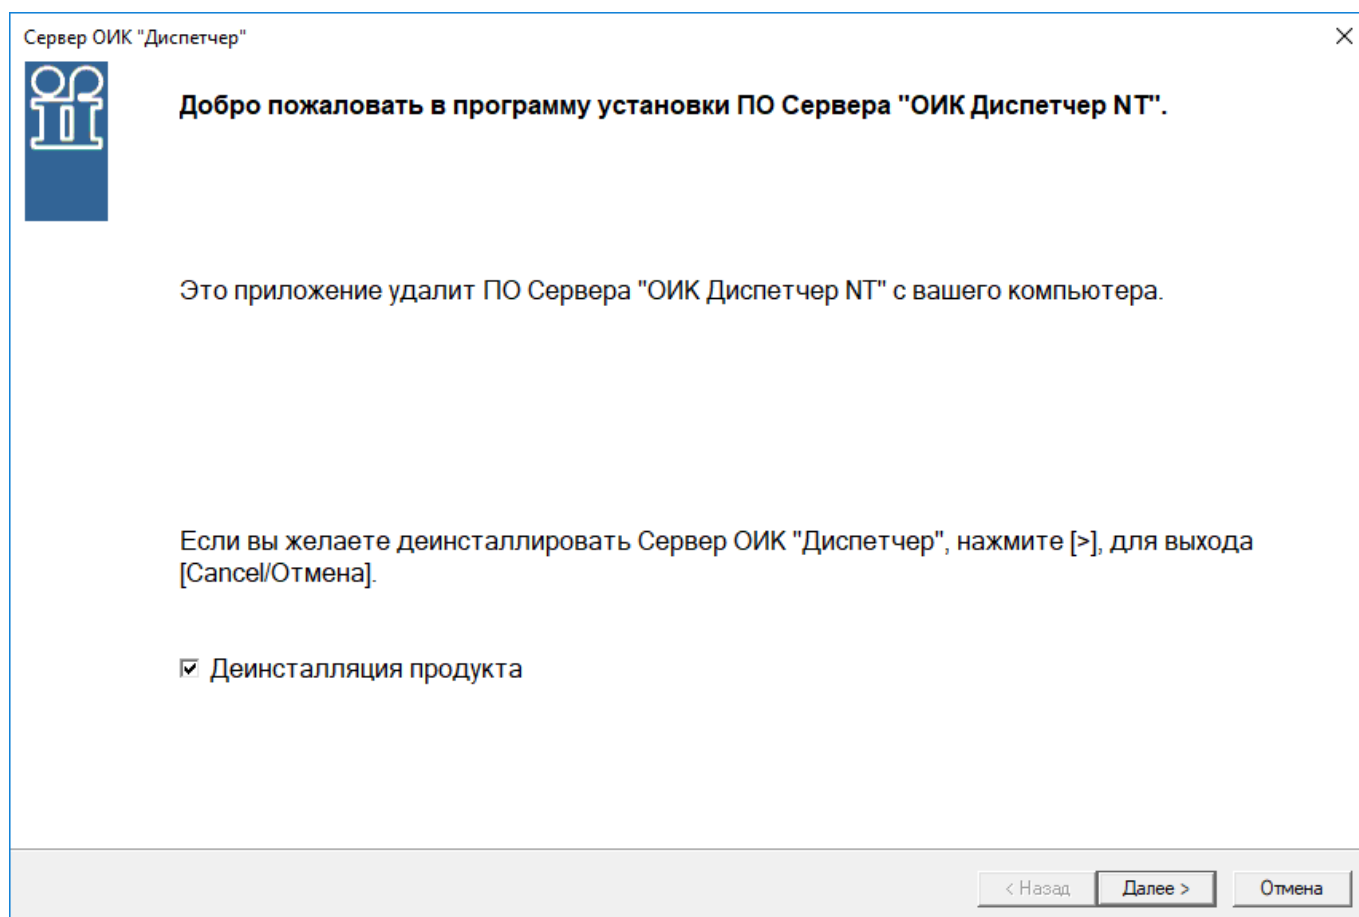 Сервер ОИК "Диспетчер"
Добро пожаловать в программу установки ПО Сервера "ОИК Диспетчер NT".
Это приложение удалит ПО Сервера "ОИК Диспетчер NT" с вашего компьютера.
Если вы желаете деинсталлировать Сервер ОИК "Диспетчер", нажмите [>], для выхода
[Cancel/Отмена].
Деинсталляция продукта
< Назад Далее > Отмена